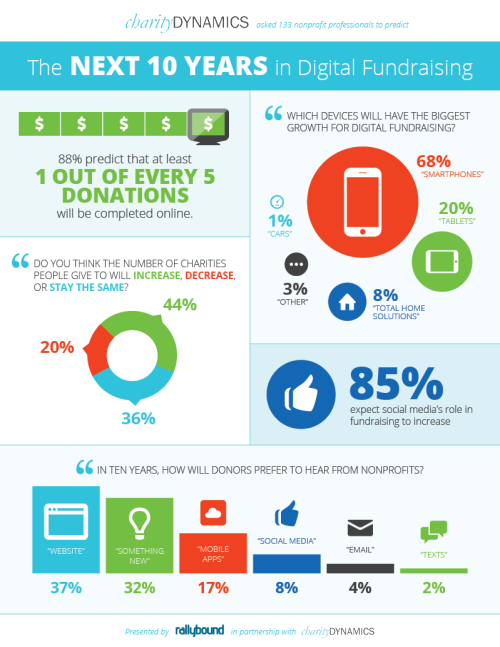 charityDYNAMICS asked 133 nonprofit professionals to predict
The NEXT 10 YEARS in Digital Fundraising
$ $ $ $ $
88% predict that at least
1 OUT OF EVERY 5
DONATIONS
will be completed online.
“ WHICH DEVICES WILL HAVE THE BIGGEST
GROWTH FOR DIGITAL FUNDRAISING?
68%
“SMARTPHONES”
20%
“TABLETS”
1%
“CARS”
3%
“OTHER”
8%
“TOTAL HOME
SOLUTIONS”
“ DO YOU THINK THE NUMBER OF CHARITIES
PEOPLE GIVE TO WILL INCREASE, DECREASE,
OR STAY THE SAME?
44%
20%
36%
85%
expect social media's role in
fundraising to increase
“ IN TEN YEARS, HOW WILL DONORS PREFER TO HEAR FROM NONPROFITS?
“WEBSITE”
37%
“SOMETHING
NEW”
32%
“MOBILE
APPS”
17%
“SOCIAL MEDIA”
8%
“EMAIL”
4%
“TEXTS”
2%
Presented by rallybound in partnership with charityDYNAMICS